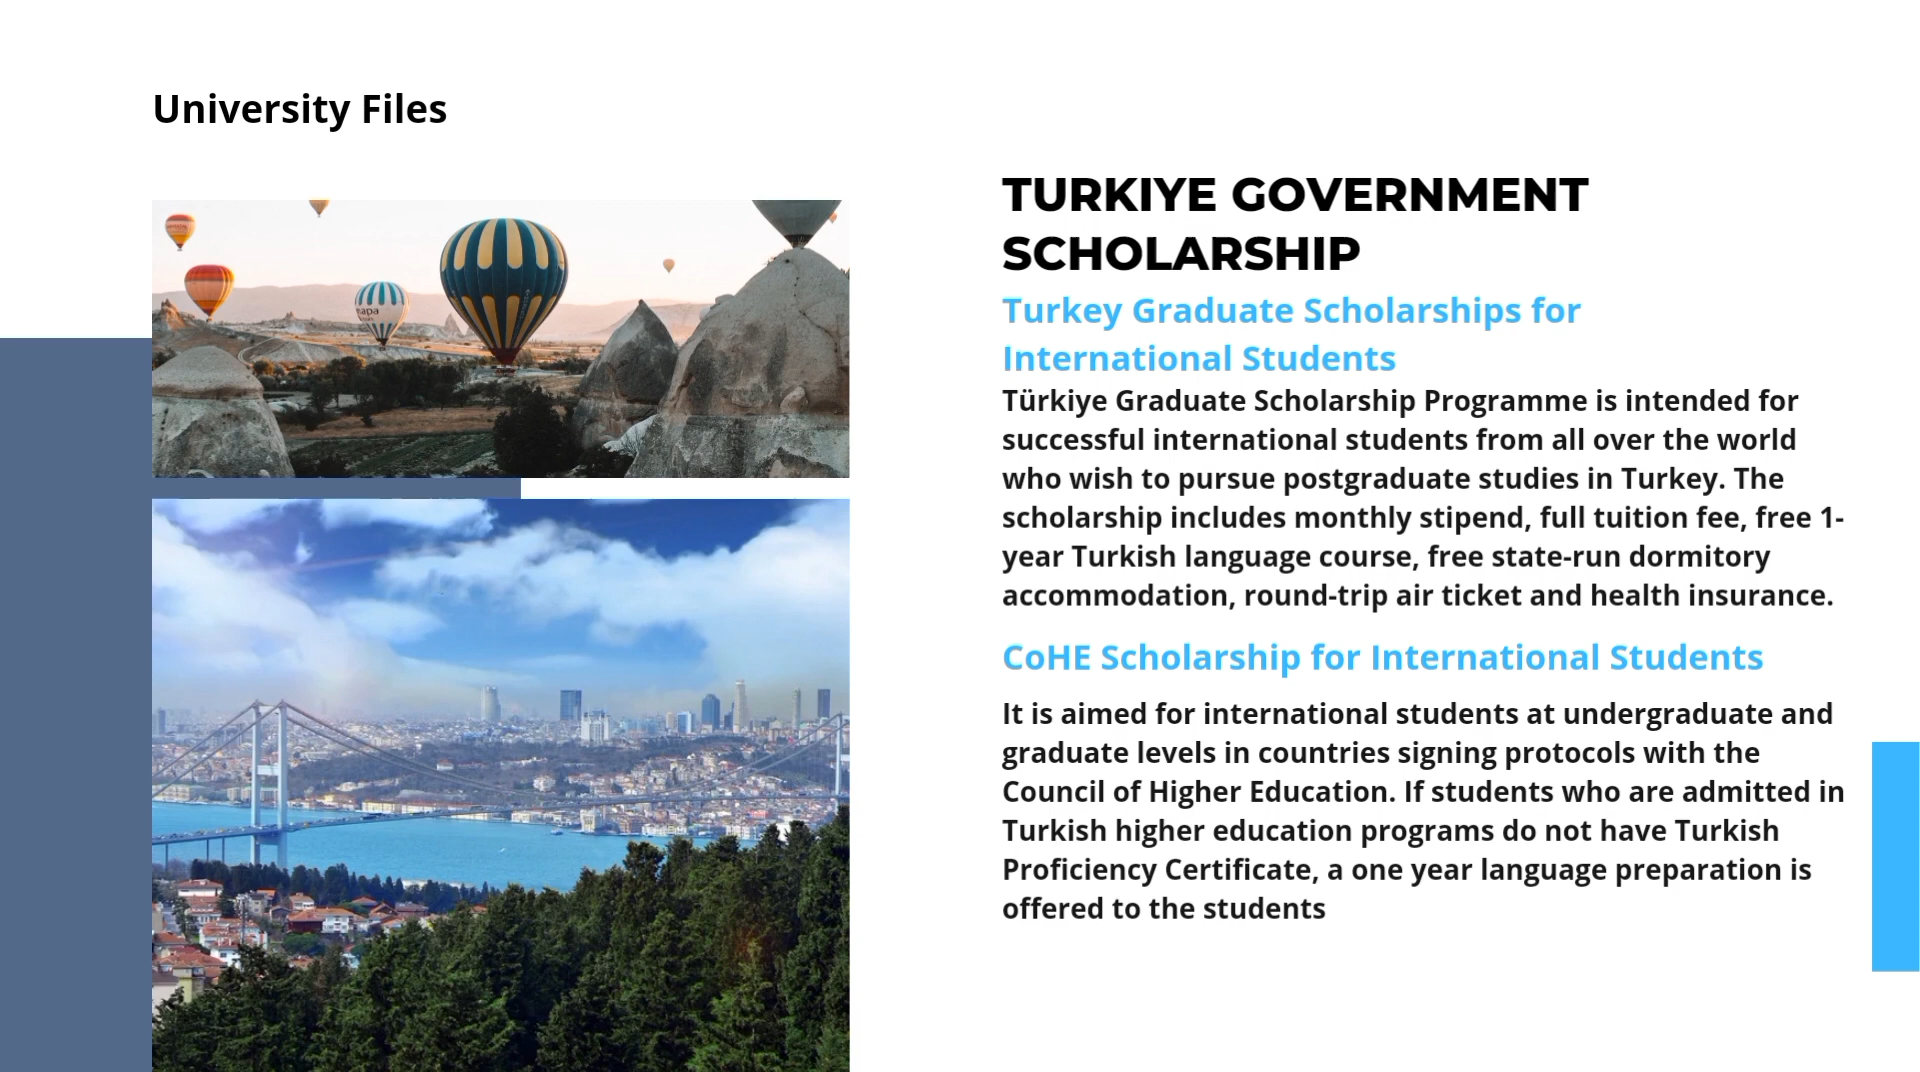 University Files
TURKIYE GOVERNMENT
SCHOLARSHIP
Turkey Graduate Scholarships for
International Students
Türkiye Graduate Scholarship Programme is intended for
successful international students from all over the world
who wish to pursue postgraduate studies in Turkey. The
scholarship includes monthly stipend, full tuition fee, free 1-
year Turkish language course, free state-run dormitory
accommodation, round-trip air ticket and health insurance.
CoHE Scholarship for International Students
It is aimed for international students at undergraduate and
graduate levels in countries signing protocols with the
Council of Higher Education. If students who are admitted in
Turkish higher education programs do not have Turkish
Proficiency Certificate, a one year language preparation is
offered to the students